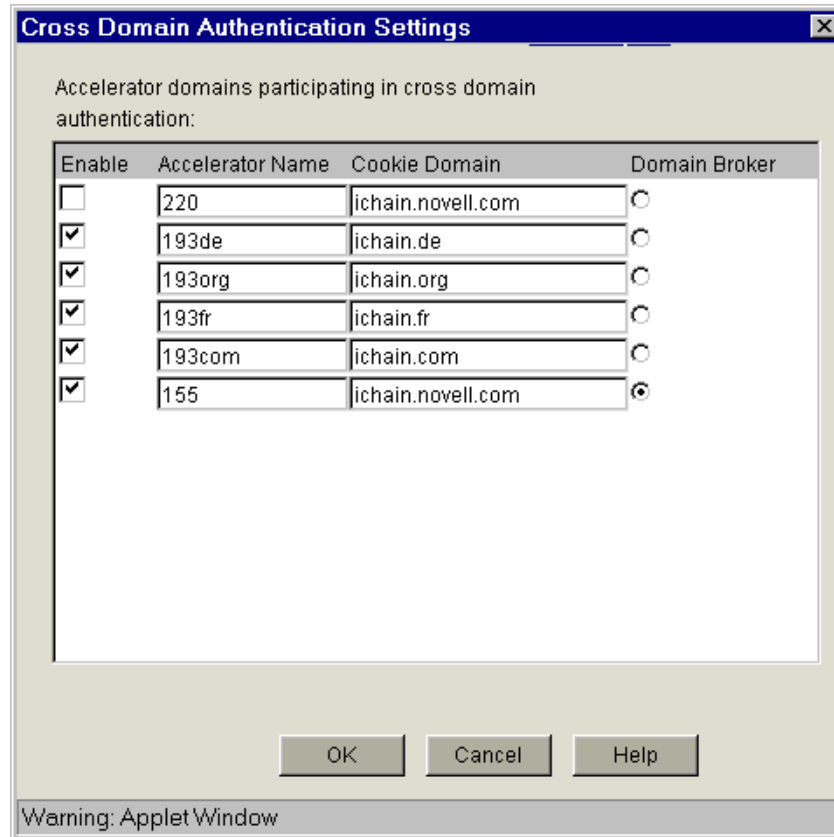 Cross Domain Authentication Settings
Accelerator domains participating in cross domain
authentication:
Enable Accelerator Name Cookie Domain Domain Broker
220 ichain.novell.com
193de ichain.de
193org ichain.org
193fr ichain.fr
193com ichain.com
155 ichain.novell.com
OK Cancel Help
Warning: Applet Window